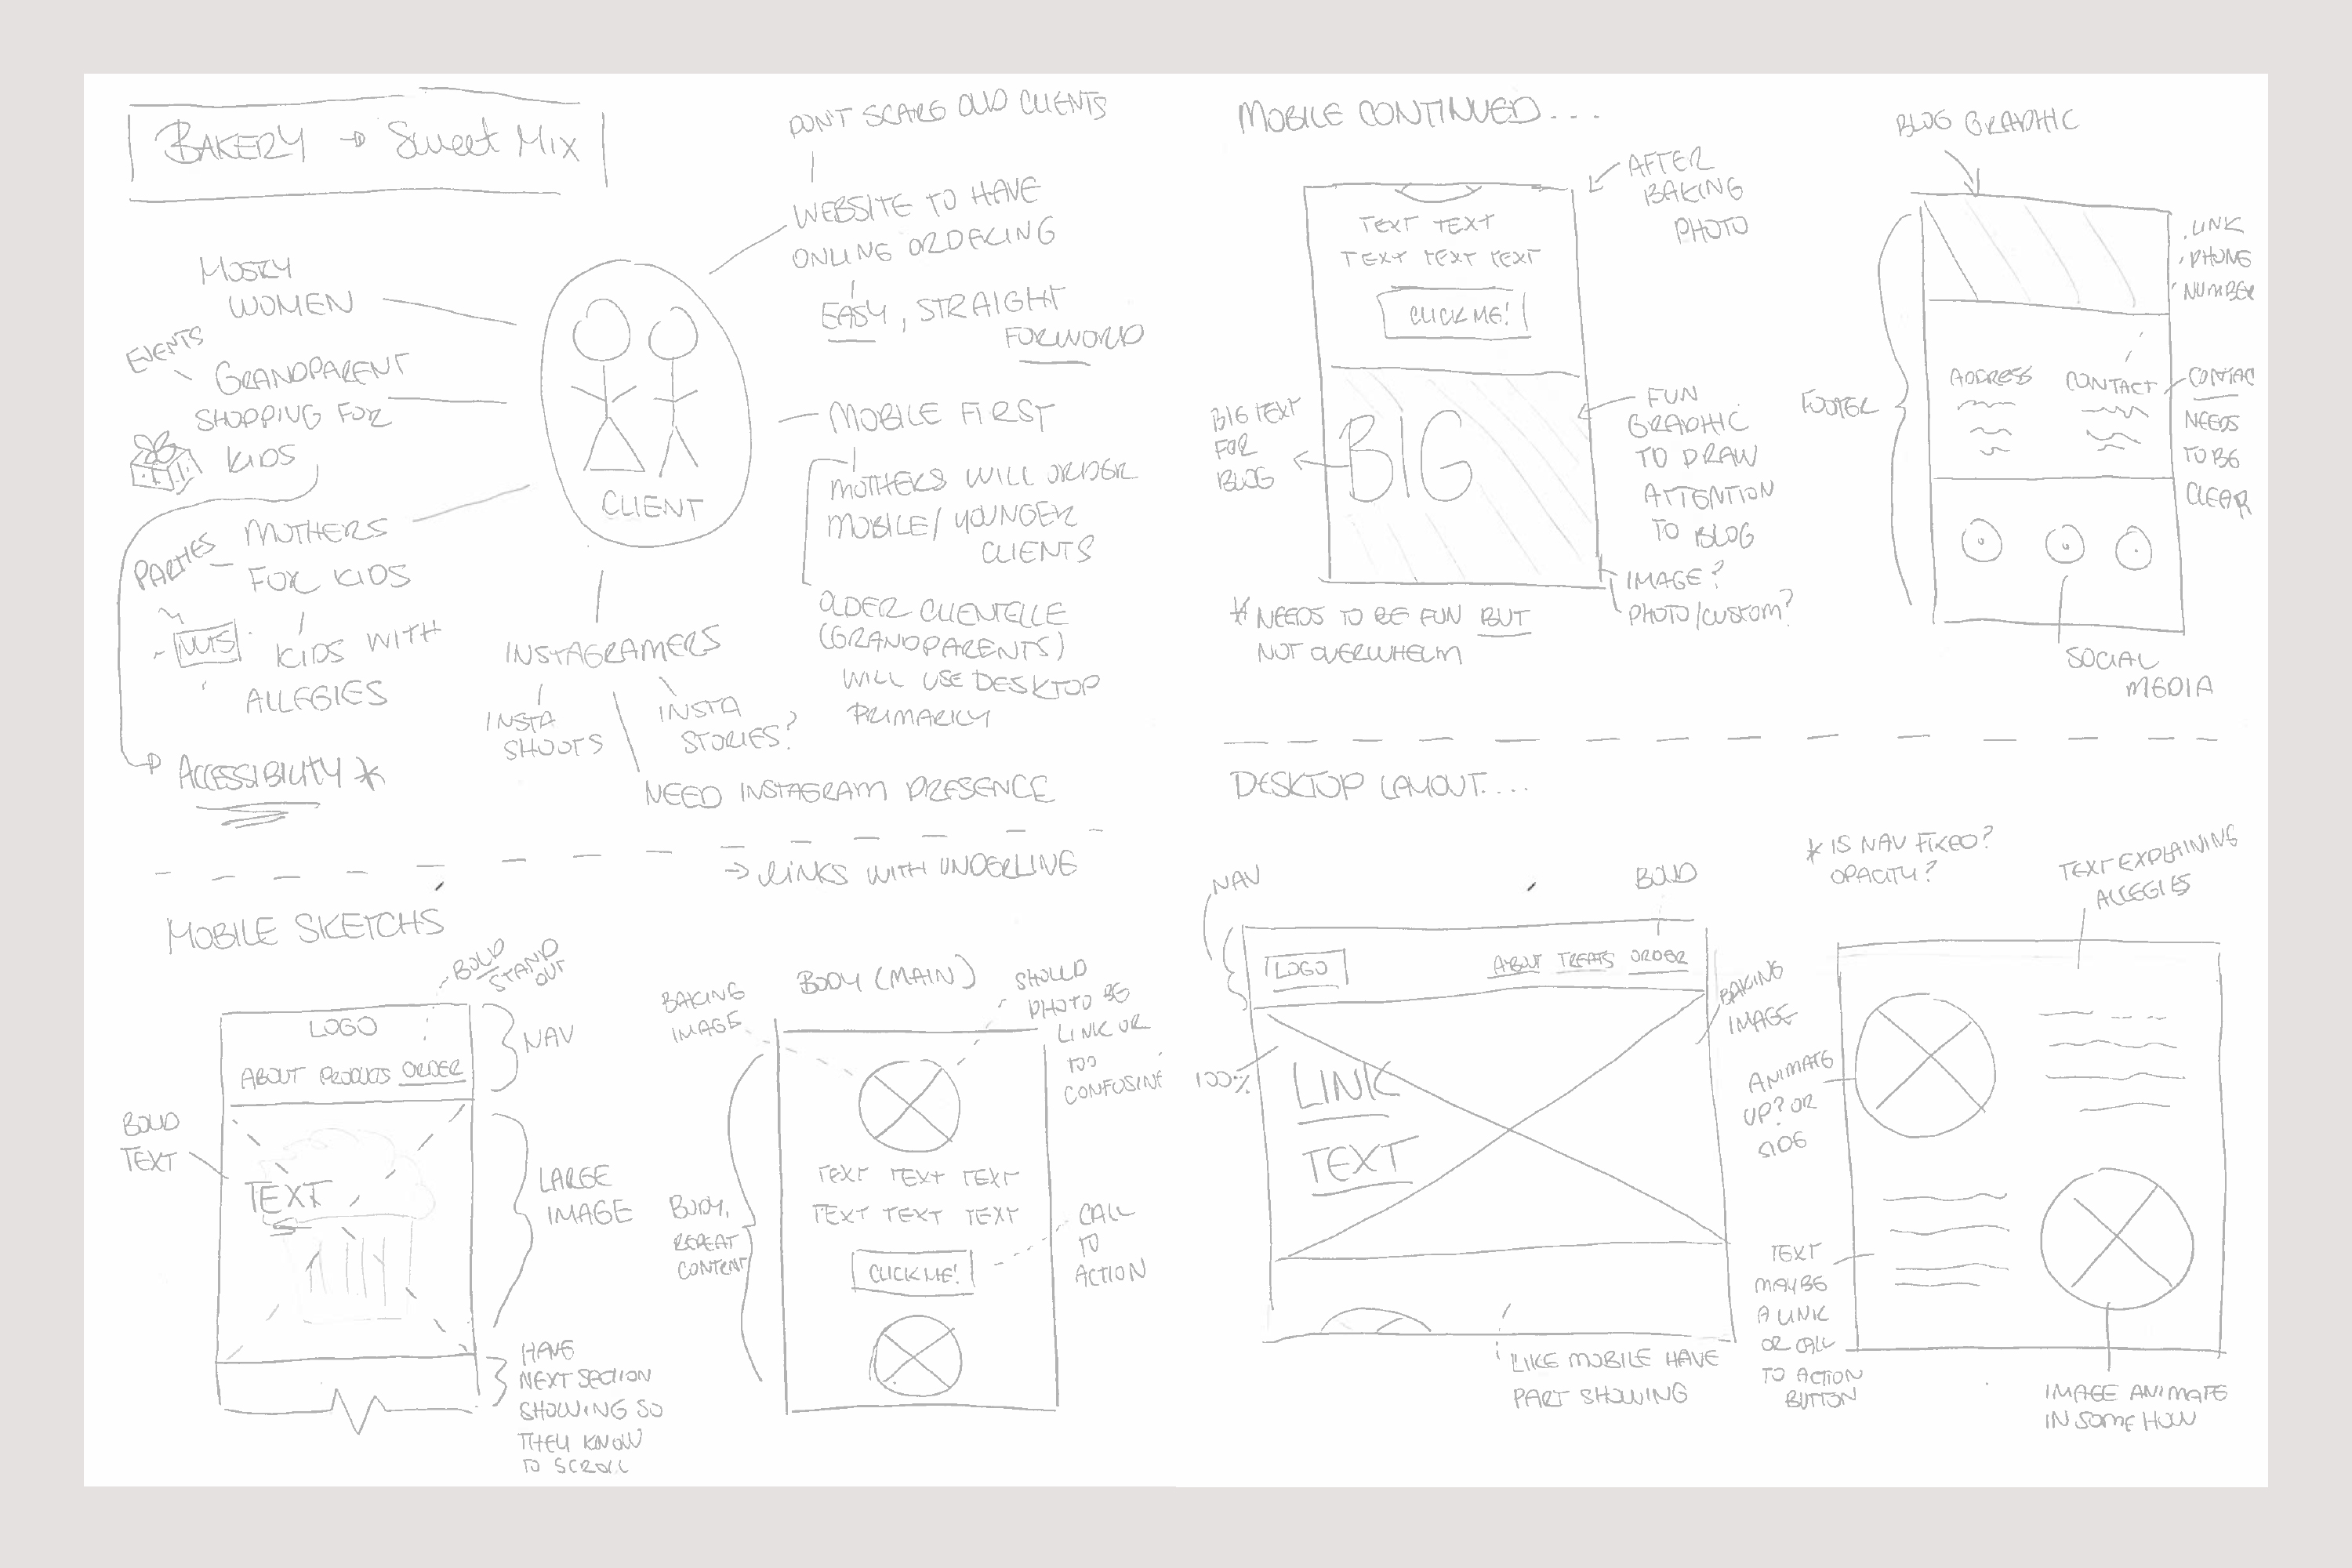 BAKERY → Sweet Mix
DON'T SCARE OLD CLIENTS
WEBSITE TO HAVE
ONLINE ORDERING
EASY, STRAIGHT
FORWORD
MOSTLY
WOMEN
EVENTS
GRANDPARENT
SHOPPING FOR
KIDS
PARTIES
MOTHERS
FOR KIDS
NUTS
KIDS WITH
ALLEGIES
ACCESSIBILITY *
CLIENT
MOBILE FIRST
MOTHERS WILL ORDER
MOBILE/ YOUNGER
CLIENTS
OLDER CLIENTELLE
(GRANDPARENTS)
WILL USE DESKTOP
PRIMARILY
INSTAGRAMERS
INSTA
SHOOTS
INSTA
STORIES?
NEED INSTAGRAM PRESENCE
→ LINKS WITH UNDERLING
MOBILE SKETCHS
BOLD
STAND
OUT
LOGO
ABOUT PRODUCTS ORDER
NAV
BOLD
TEXT
TEXT
LARGE
IMAGE
HAVE
NEXT SECTION
SHOWING SO
THEY KNOW
TO SCROLL
BODY (MAIN)
BAKING
IMAGE
SHOULD
PHOTO BE
LINK OR
TOO
CONFUSING
TEXT TEXT TEXT
TEXT TEXT TEXT
CLICK ME!
BODY,
REPEAT
CONTENT
CALL
TO
ACTION
MOBILE CONTINUED...
AFTER
BAKING
PHOTO
TEXT TEXT
TEXT TEXT TEXT
CLICK ME!
BIG TEXT
FOR
BLOG
BIG
FUN
GRAPHIC
TO DRAW
ATTENTION
TO BLOG
IMAGE?
PHOTO/CUSTOM?
* NEEDS TO BE FUN BUT
NOT OVERWHELM
BLOG GRAPHIC
LINK
PHONE
NUMBER
FOOTER
ADDRESS CONTACT
CONTAC
NEEDS
TO BE
CLEAR
SOCIAL
MEDIA
DESKTOP LAYOUT....
NAV
BOLD
* IS NAV FIXED?
OPACITY?
TEXT EXPLAINING
ALLEGIES
LOGO
ABOUT TREATS ORDER
BAKING
IMAGE
100%
LINK
TEXT
LIKE MOBILE HAVE
PART SHOWING
ANIMATE
UP? OR
SIDE
TEXT
MAYBE
A LINK
OR CALL
TO ACTION
BUTTON
IMAGE ANIMATE
IN SOME HOW